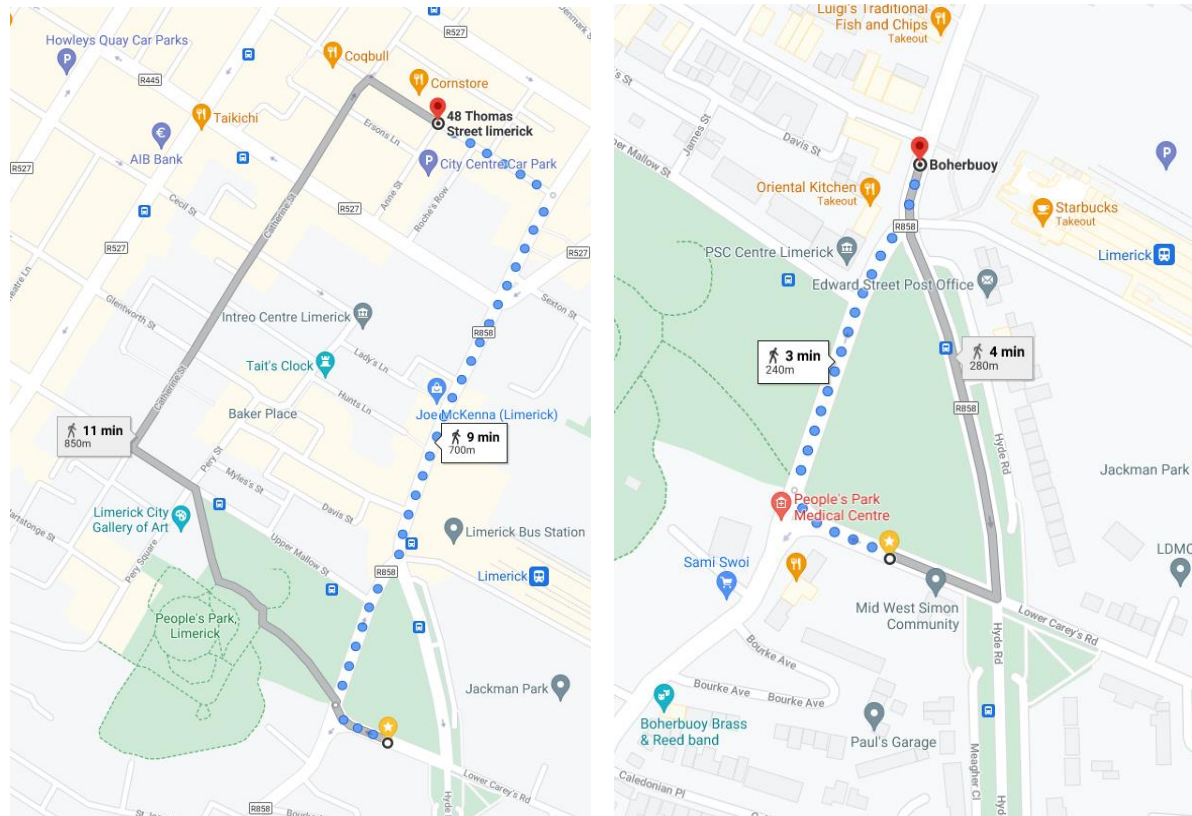 Howleys Quay Car Parks
R527
Denmark St
Coqbull
R445
Cornstore
Taikichi
48 Thomas
Street limerick
Ersons Ln
AIB Bank
City Centre Car Park
R527
Anne St
Cecil St
Roche's Row
R527
Catherine St
R527
R527
Sexton St
Glentworth St
Intreo Centre Limerick
R858
Lady's Ln
Tait's Clock
Catherine St
Hunts Ln
Joe McKenna (Limerick)
Baker Place
11 min
850m
9 min
700m
Pery St
Myles's St
Limerick City
Gallery of Art
Davis St
Limerick Bus Station
Upper Mallow St
Pery Square
R858
Limerick
People's Park,
Limerick
Jackman Park
Lower Carey's Rd
R858
Luigi's Traditional
Fish and Chips
Takeout
James St
Davis St
Boherbuoy
Oriental Kitchen
Takeout
Starbucks
Takeout
R858
PSC Centre Limerick
Limerick
Edward Street Post Office
3 min
240m
4 min
280m
R858
Hyde Rd
Jackman Park
People's Park
Medical Centre
Sami Swoi
LDMC
Mid West Simon
Community
Lower Carey's Rd
Hyde Rd
Bourke Ave
Bourke Ave
Bourke Ave
Boherbuoy Brass
& Reed band
Paul's Garage
Meagher Cl
Caledonian Pl